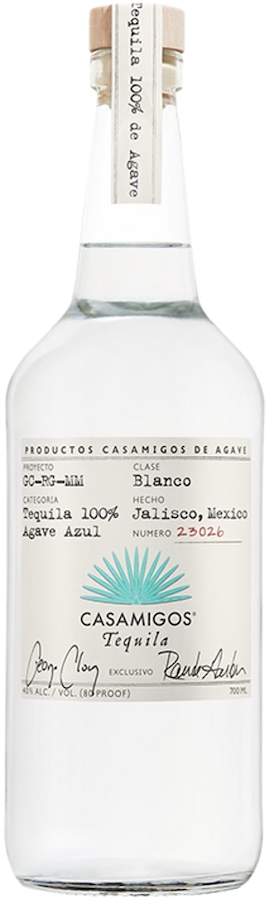 Tequila 100% de Agave
PRODUCTOS CASAMIGOS DE AGAVE
PROYECTO CLASE
GC-RG-MM Blanco
CATEGORIA HECHO
Tequila 100% Jalisco, Mexico
Agave Azul NUMERO 23026
CASAMIGOS®
Tequila
EXCLUSIVO
40% ALC. / VOL. (80 PROOF) 700 ML